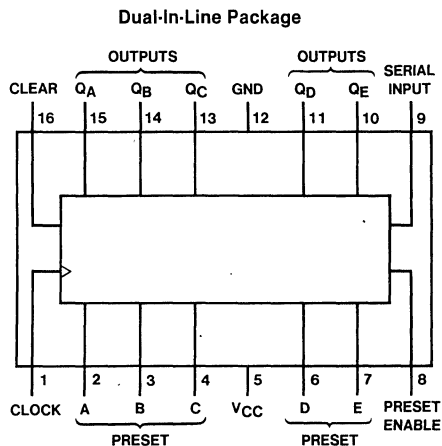 Dual-In-Line Package
OUTPUTS OUTPUTS
CLEAR QA QB QC GND QD QE SERIAL INPUT
16 15 14 13 12 11 10 9
1 2 3 4 5 6 7 8
CLOCK A B C VCC D E PRESET ENABLE
PRESET PRESET